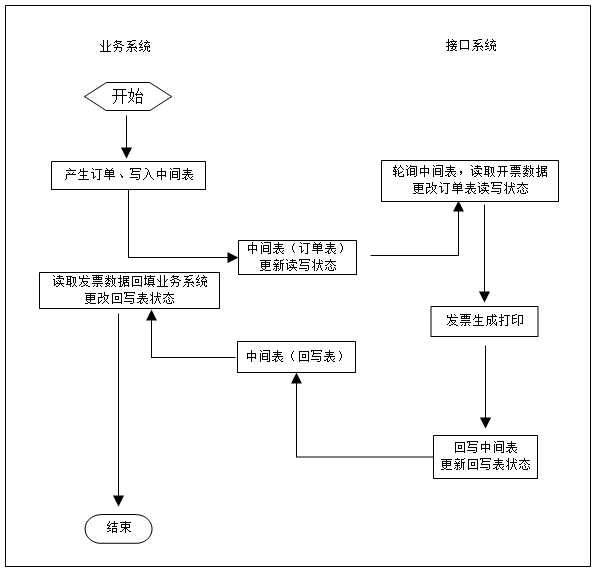 业务系统
接口系统
开始
产生订单、写入中间表
轮询中间表，读取开票数据
更改订单表读写状态
中间表（订单表）
更新读写状态
读取发票数据回填业务系统
更改回写表状态
发票生成打印
中间表（回写表）
回写中间表
更新回写表状态
结束